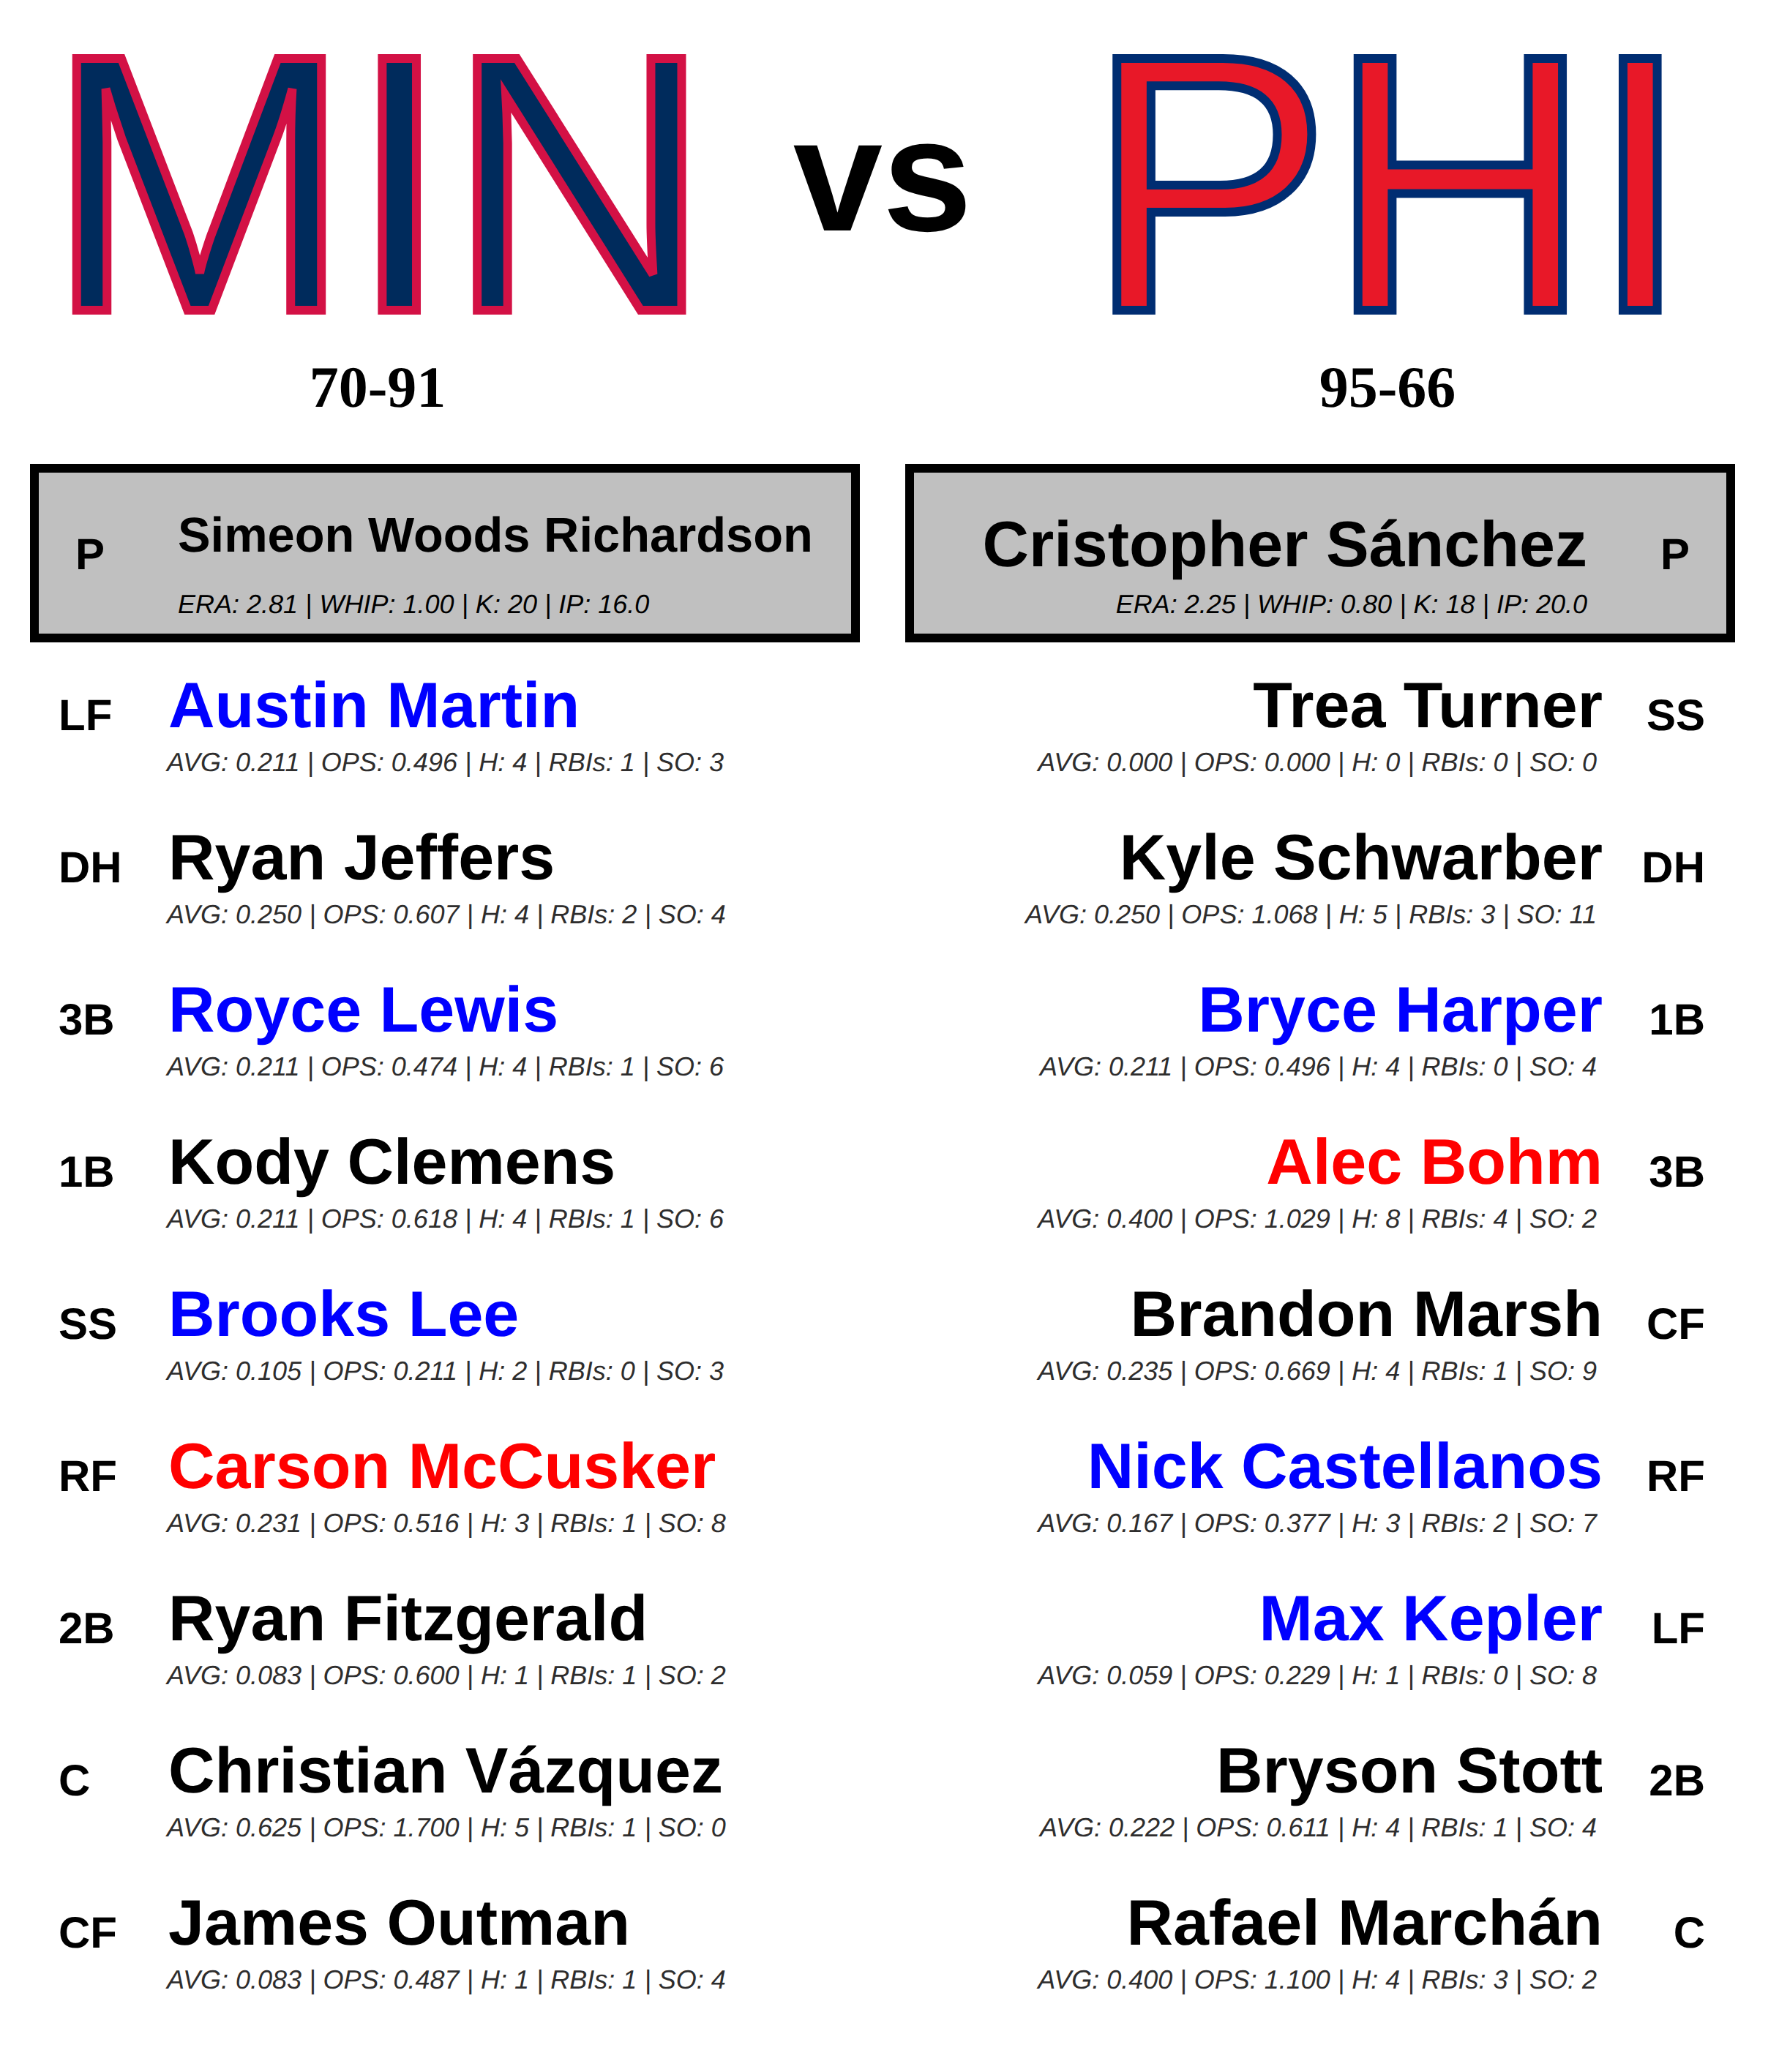 MIN vs PHI
70-91
95-66
P Simeon Woods Richardson
ERA: 2.81 | WHIP: 1.00 | K: 20 | IP: 16.0
Cristopher Sánchez P
ERA: 2.25 | WHIP: 0.80 | K: 18 | IP: 20.0
LF Austin Martin
AVG: 0.211 | OPS: 0.496 | H: 4 | RBIs: 1 | SO: 3
DH Ryan Jeffers
AVG: 0.250 | OPS: 0.607 | H: 4 | RBIs: 2 | SO: 4
3B Royce Lewis
AVG: 0.211 | OPS: 0.474 | H: 4 | RBIs: 1 | SO: 6
1B Kody Clemens
AVG: 0.211 | OPS: 0.618 | H: 4 | RBIs: 1 | SO: 6
SS Brooks Lee
AVG: 0.105 | OPS: 0.211 | H: 2 | RBIs: 0 | SO: 3
RF Carson McCusker
AVG: 0.231 | OPS: 0.516 | H: 3 | RBIs: 1 | SO: 8
2B Ryan Fitzgerald
AVG: 0.083 | OPS: 0.600 | H: 1 | RBIs: 1 | SO: 2
C Christian Vázquez
AVG: 0.625 | OPS: 1.700 | H: 5 | RBIs: 1 | SO: 0
CF James Outman
AVG: 0.083 | OPS: 0.487 | H: 1 | RBIs: 1 | SO: 4
Trea Turner SS
AVG: 0.000 | OPS: 0.000 | H: 0 | RBIs: 0 | SO: 0
Kyle Schwarber DH
AVG: 0.250 | OPS: 1.068 | H: 5 | RBIs: 3 | SO: 11
Bryce Harper 1B
AVG: 0.211 | OPS: 0.496 | H: 4 | RBIs: 0 | SO: 4
Alec Bohm 3B
AVG: 0.400 | OPS: 1.029 | H: 8 | RBIs: 4 | SO: 2
Brandon Marsh CF
AVG: 0.235 | OPS: 0.669 | H: 4 | RBIs: 1 | SO: 9
Nick Castellanos RF
AVG: 0.167 | OPS: 0.377 | H: 3 | RBIs: 2 | SO: 7
Max Kepler LF
AVG: 0.059 | OPS: 0.229 | H: 1 | RBIs: 0 | SO: 8
Bryson Stott 2B
AVG: 0.222 | OPS: 0.611 | H: 4 | RBIs: 1 | SO: 4
Rafael Marchán C
AVG: 0.400 | OPS: 1.100 | H: 4 | RBIs: 3 | SO: 2